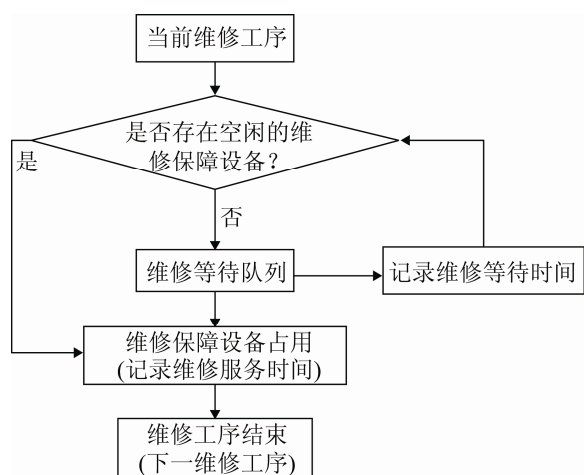 当前维修工序
是否存在空闲的维
修保障设备?
是
否
维修等待队列
记录维修等待时间
维修保障设备占用
(记录维修服务时间)
维修工序结束
(下一维修工序)